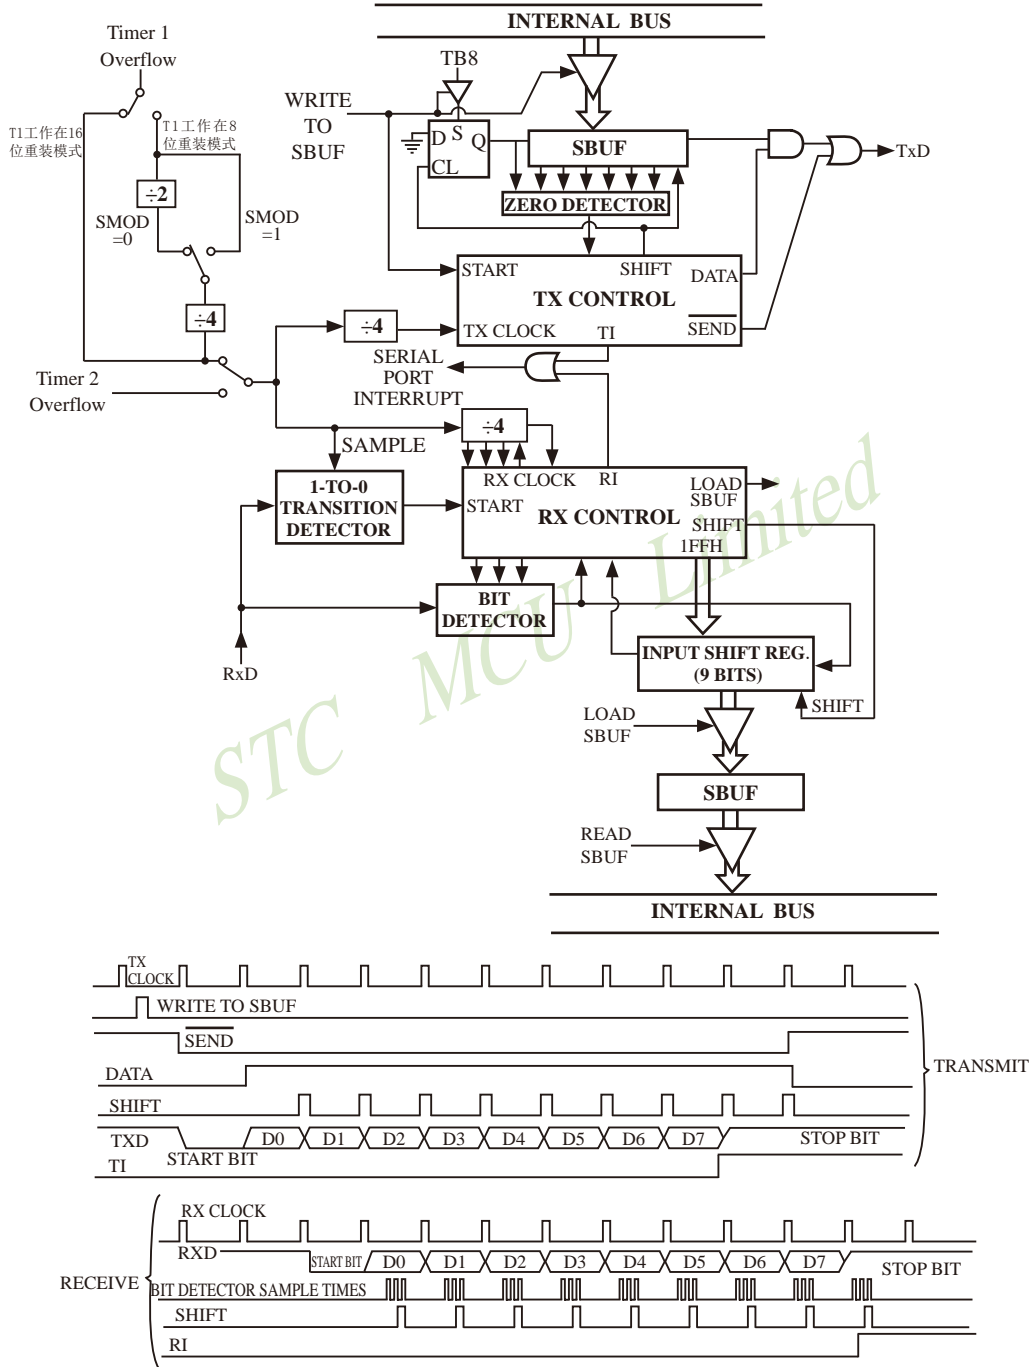 INTERNAL BUS
Timer 1
Overflow
TB8
WRITE
TO
SBUF
T1工作在16
位重装模式
T1工作在8
位重装模式
D S Q
CL
SBUF
TxD
÷2
ZERO DETECTOR
SMOD
=0
SMOD
=1
START
SHIFT
DATA
TX CONTROL
÷4
÷4
TX CLOCK
TI
SEND
SERIAL
PORT
INTERRUPT
Timer 2
Overflow
÷4
SAMPLE
RX CLOCK
RI
LOAD
SBUF
1-TO-0
TRANSITION
DETECTOR
START
RX CONTROL
SHIFT
1FFH
BIT
DETECTOR
INPUT SHIFT REG.
(9 BITS)
RxD
SHIFT
LOAD
SBUF
SBUF
READ
SBUF
INTERNAL BUS
STC MCU Limited
TX
CLOCK
WRITE TO SBUF
SEND
TRANSMIT
DATA
SHIFT
TXD
START BIT
D0 D1 D2 D3 D4 D5 D6 D7
STOP BIT
TI
RX CLOCK
RXD
START BIT
D0 D1 D2 D3 D4 D5 D6 D7
STOP BIT
RECEIVE
BIT DETECTOR SAMPLE TIMES
SHIFT
RI